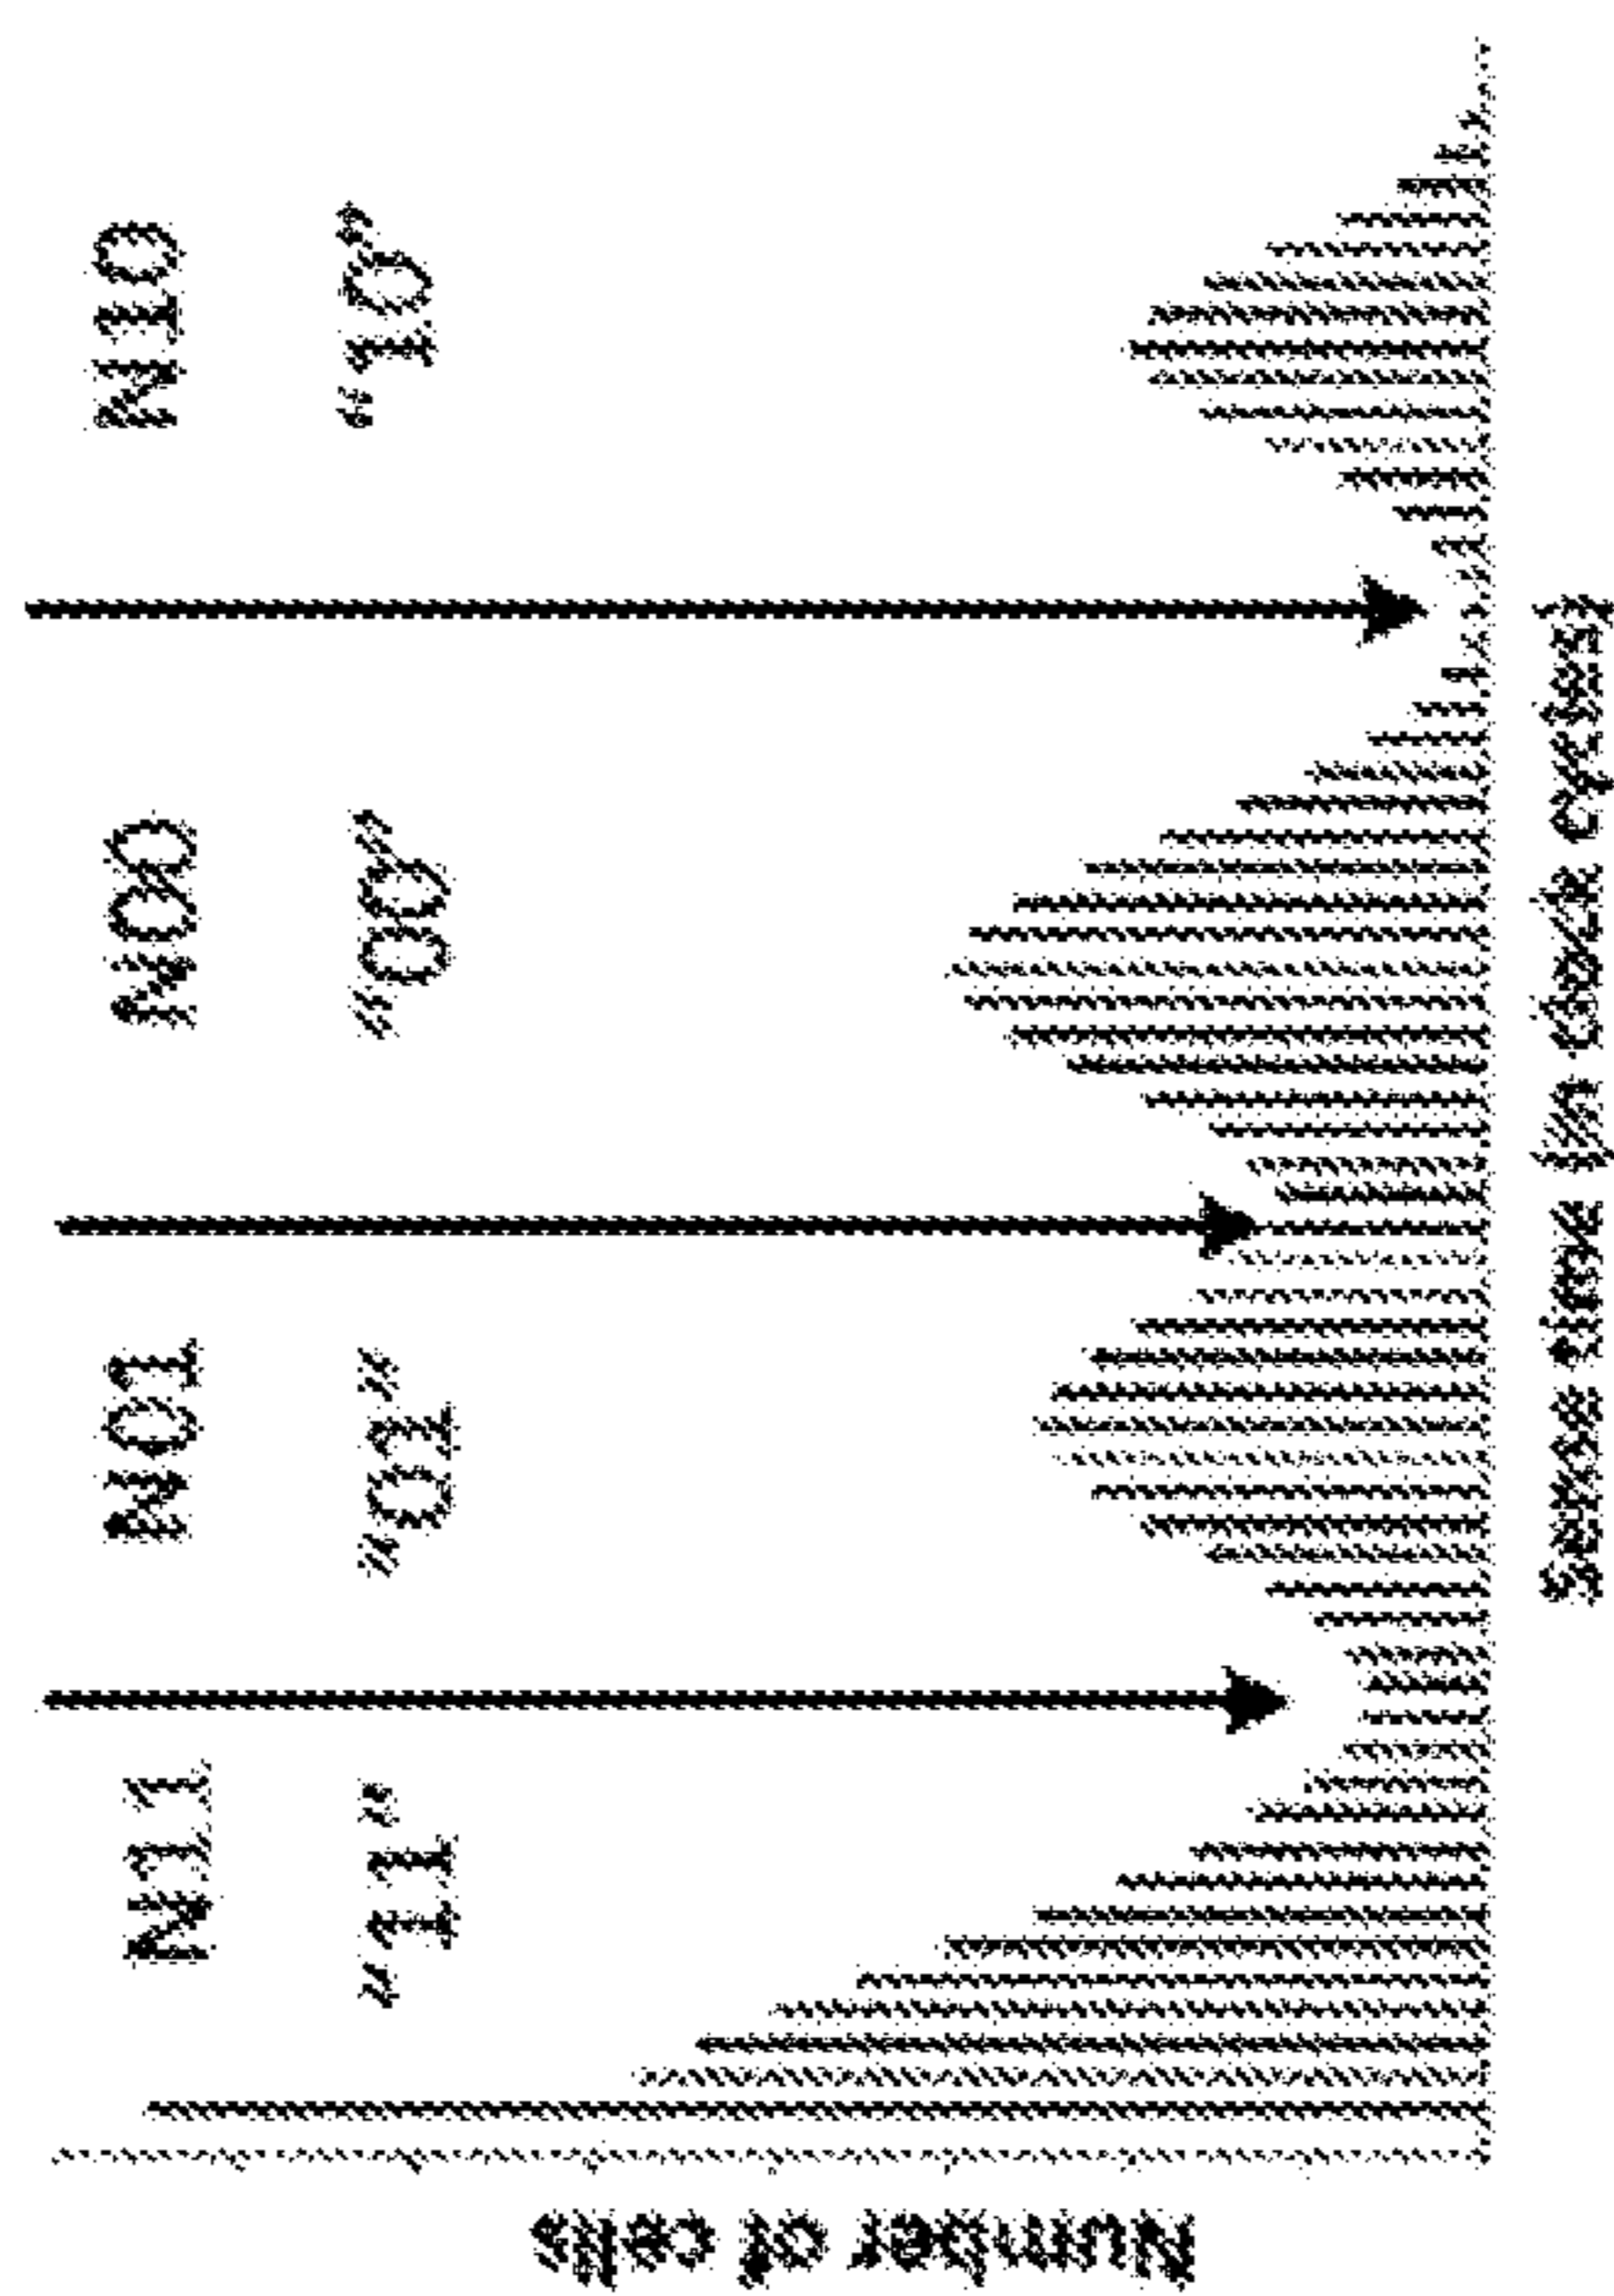 N11 N01 N00 N10
“11” “01” “00” “10”
Number of cells
Sense time [in clock cycles]